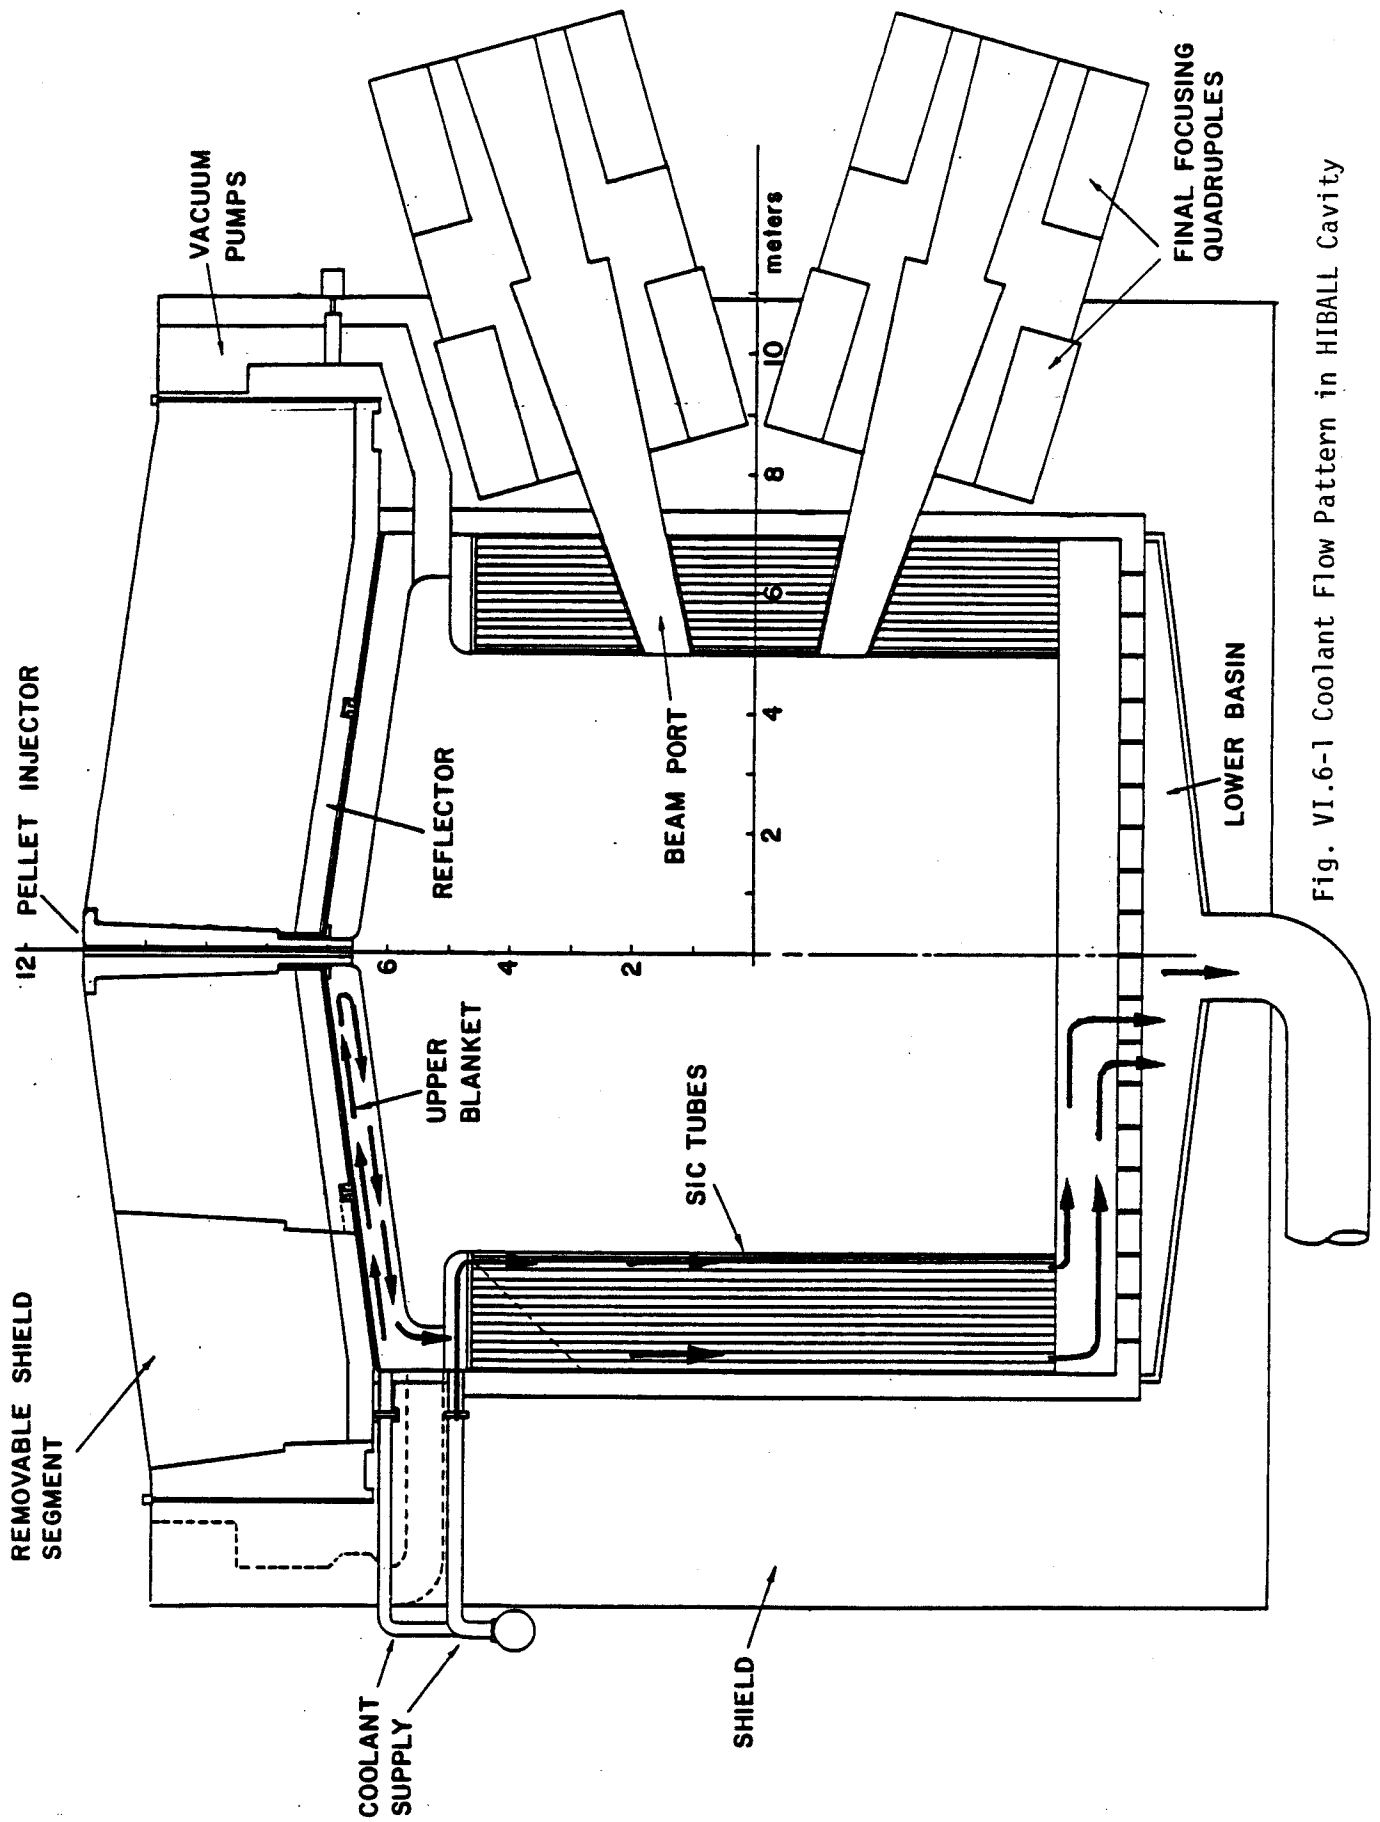 12
PELLET INJECTOR
REMOVABLE SHIELD
SEGMENT
VACUUM
PUMPS
REFLECTOR
UPPER
BLANKET
6
4
2
COOLANT
SUPPLY
SiC TUBES
BEAM PORT
2
4
6
8
10
meters
SHIELD
LOWER BASIN
FINAL FOCUSING
QUADRUPOLES
Fig. VI.6-1 Coolant Flow Pattern in HIBALL Cavity